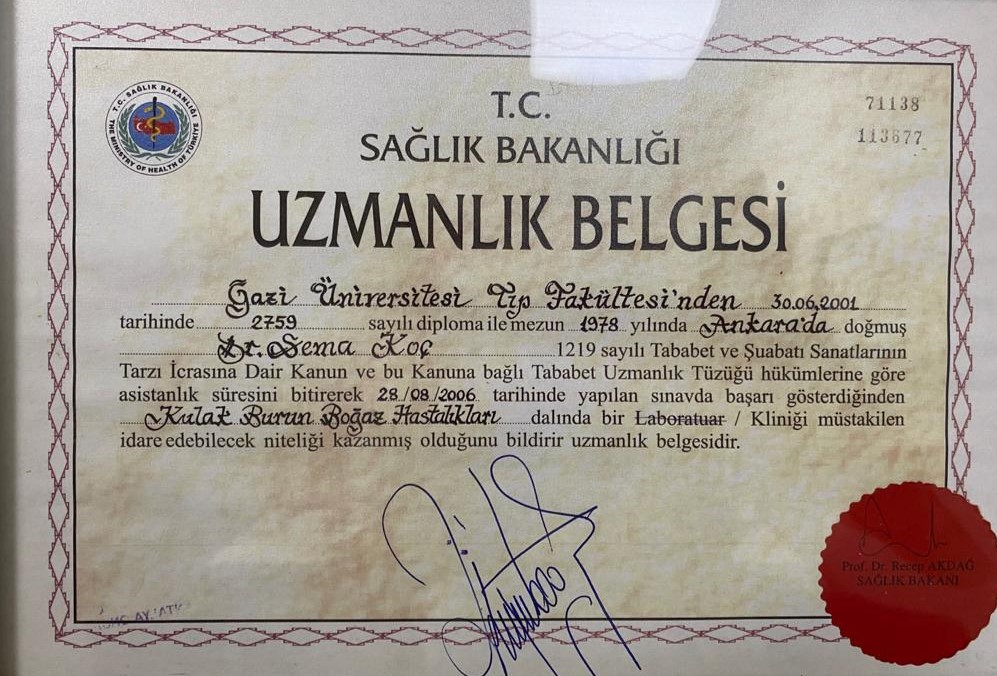 T.C. SAĞLIK BAKANLIĞI
THE MINISTRY OF HEALTH OF TÜRKİYE
T.C.
SAĞLIK BAKANLIĞI
71138
113677
UZMANLIK BELGESİ
Gazi Üniversitesi Tıp Fakültesi'nden 30.06.2001
tarihinde 2759 sayılı diploma ile mezun 1978 yılında Ankara'da doğmuş
Dr. Sema Koç 1219 sayılı Tababet ve Şuabatı Sanatlarının
Tarzı İcrasına Dair Kanun ve bu Kanuna bağlı Tababet Uzmanlık Tüzüğü hükümlerine göre
asistanlık süresini bitirerek 28/08/2006 tarihinde yapılan sınavda başarı gösterdiğinden
Kulak Burun Boğaz Hastalıkları dalında bir Laboratuar / Kliniği müstakilen
idare edebilecek niteliği kazanmış olduğunu bildirir uzmanlık belgesidir.
Prof. Dr. Recep AKDAĞ
SAĞLIK BAKANI